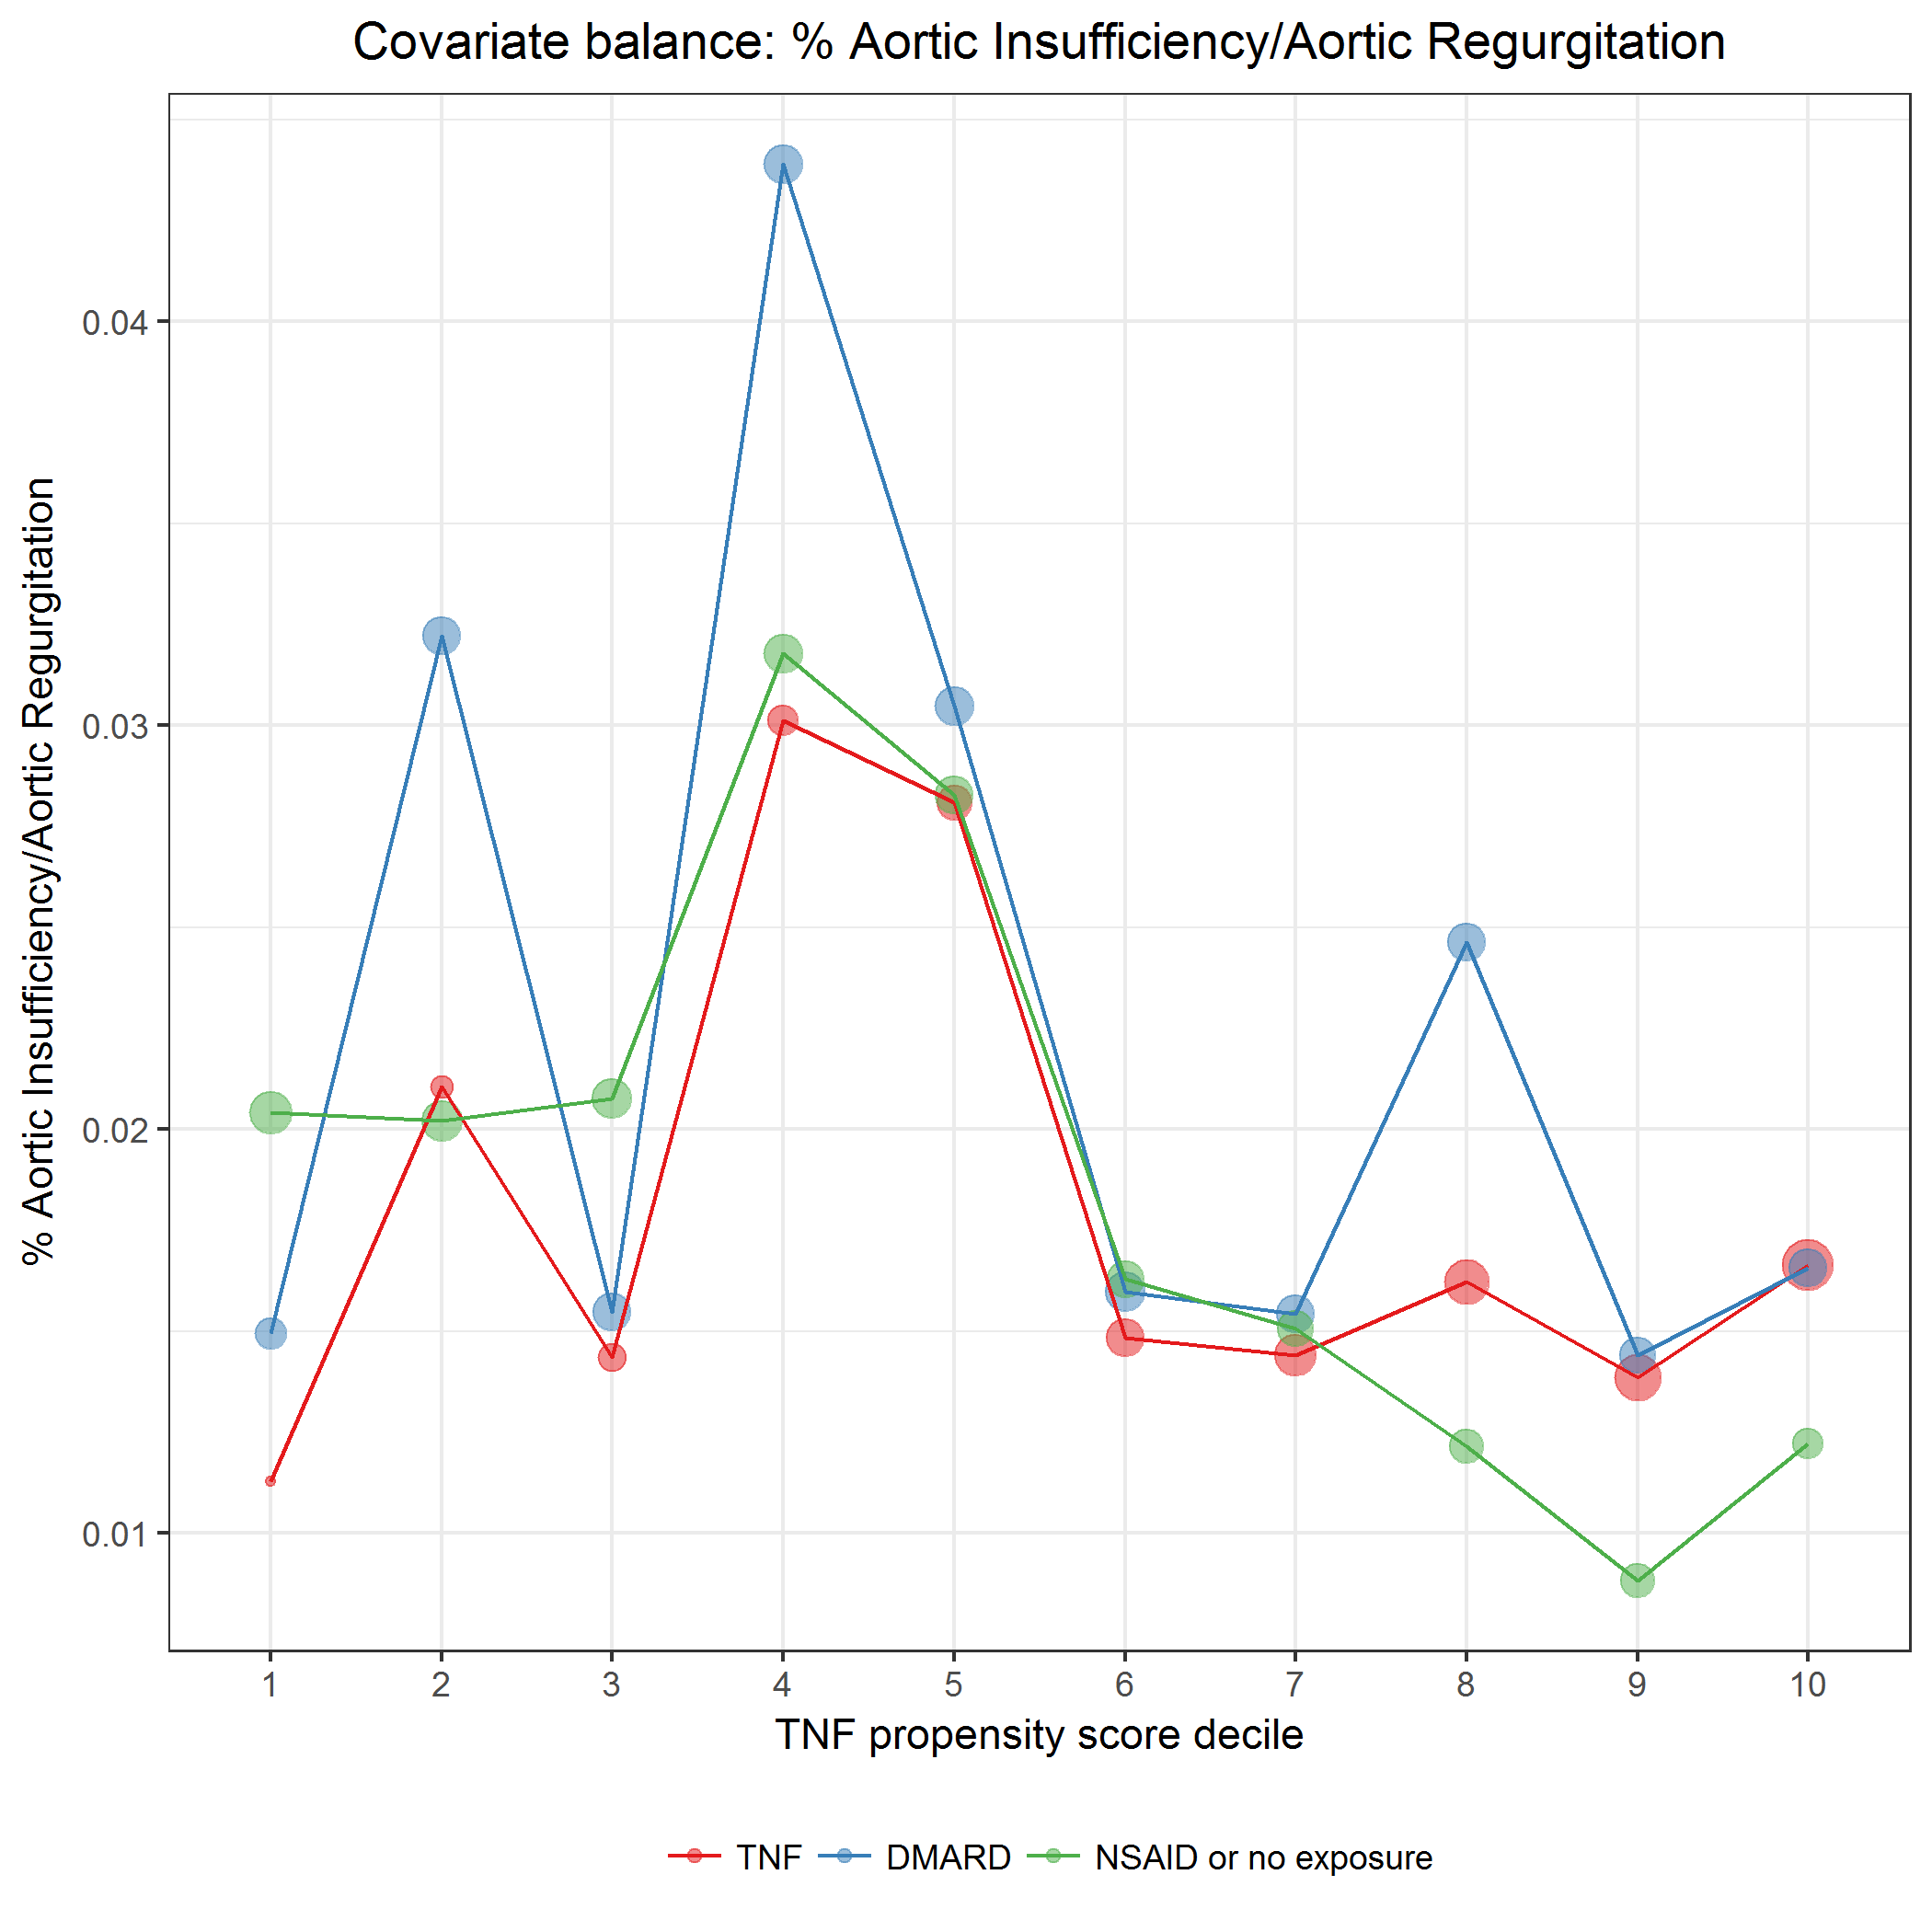 Covariate balance: % Aortic Insufficiency/Aortic Regurgitation
% Aortic Insufficiency/Aortic Regurgitation
0.04
0.03
0.02
0.01
1 2 3 4 5 6 7 8 9 10
TNF propensity score decile
TNF DMARD NSAID or no exposure